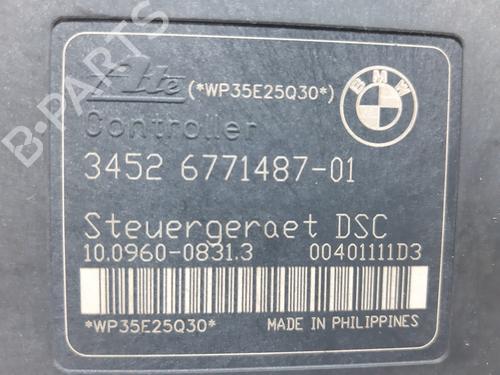 Ate (*WP35E25Q30*)
BMW
Controller
3452 6771487-01
Steuergeraet DSC
10.0960-0831.3 00401111D3
*WP35E25Q30* MADE IN PHILIPPINES
B-PARTS